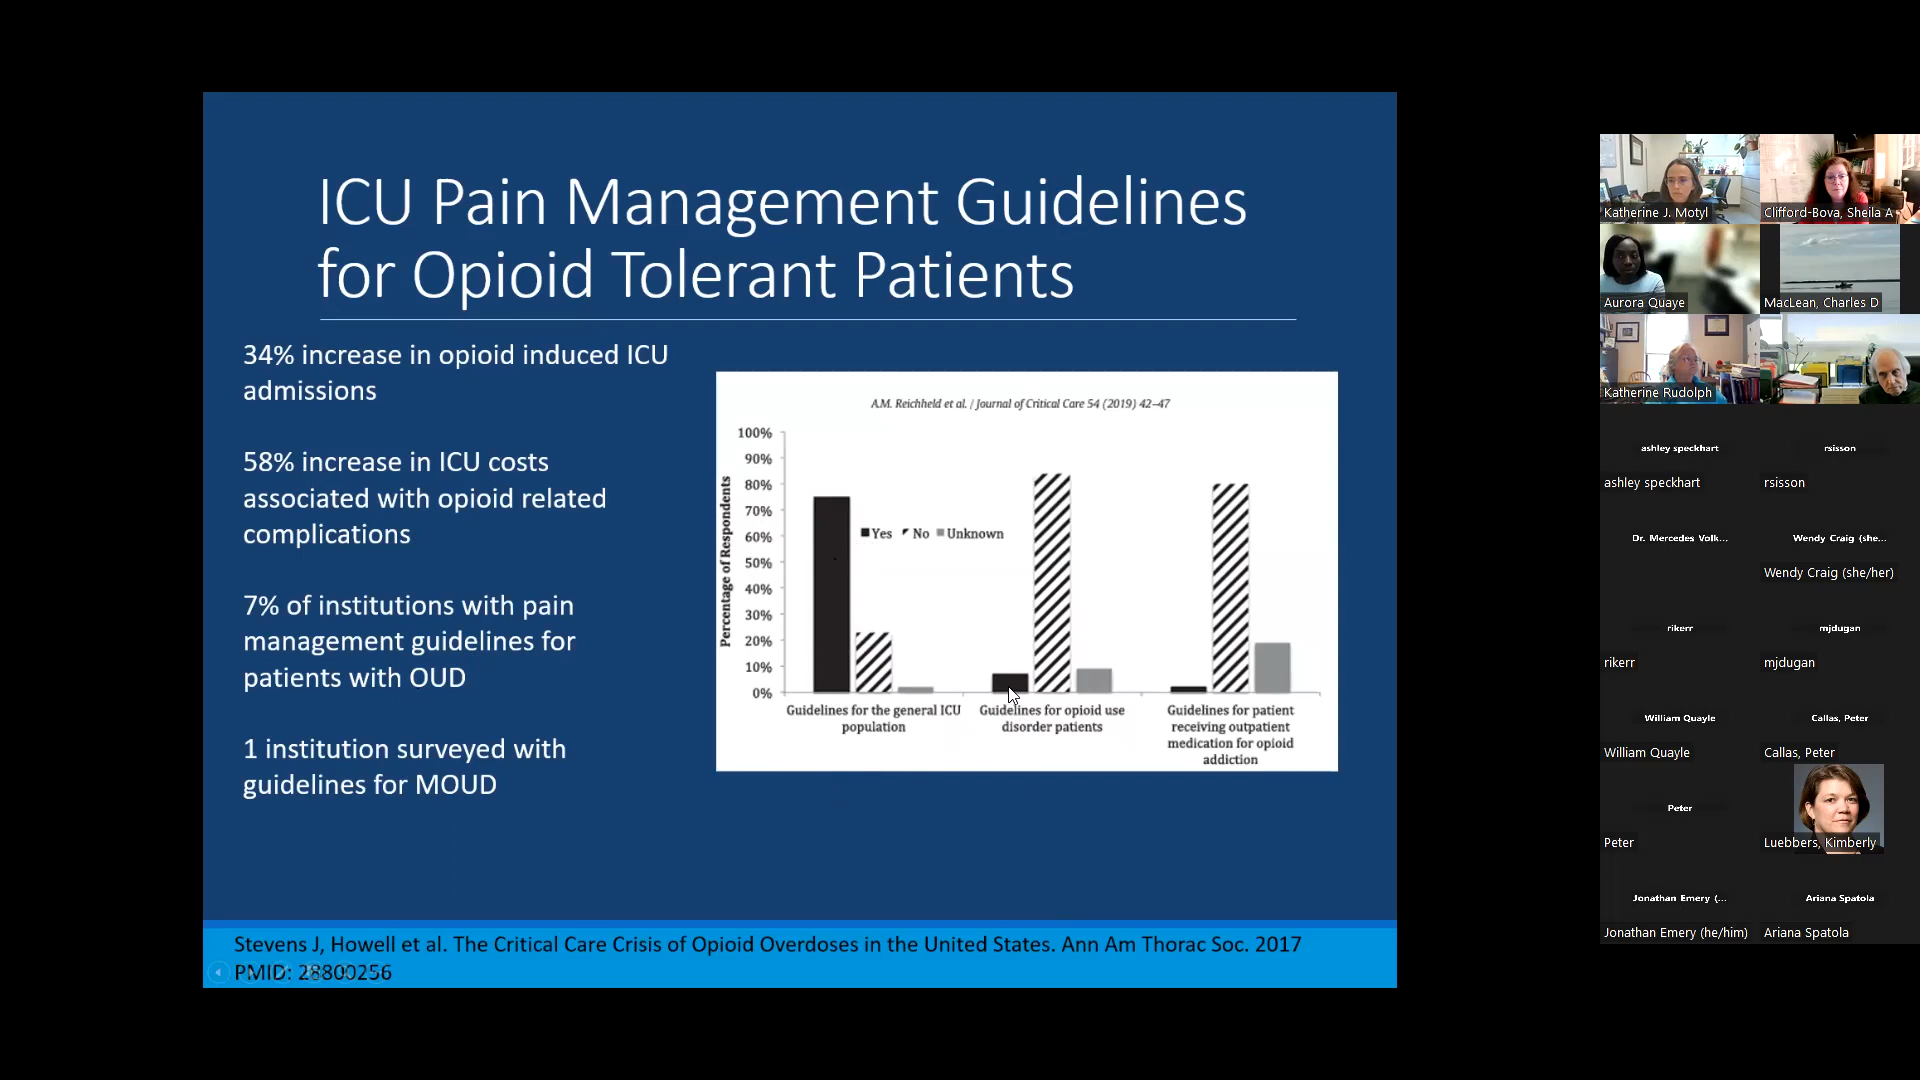 ICU Pain Management Guidelines
for Opioid Tolerant Patients
34% increase in opioid induced ICU
admissions
58% increase in ICU costs
associated with opioid related
complications
7% of institutions with pain
management guidelines for
patients with OUD
1 institution surveyed with
guidelines for MOUD
A.M. Reichheld et al. / Journal of Critical Care 54 (2019) 42–47
Percentage of Respondents
100%
90%
80%
70%
60%
50%
40%
30%
20%
10%
0%
Yes No Unknown
Guidelines for the general ICU
population
Guidelines for opioid use
disorder patients
Guidelines for patient
receiving outpatient
medication for opioid
addiction
Stevens J, Howell et al. The Critical Care Crisis of Opioid Overdoses in the United States. Ann Am Thorac Soc. 2017
PMID: 28800256
Katherine J. Motyl
Clifford-Bova, Sheila A
Aurora Quaye
MacLean, Charles D
Katherine Rudolph
ashley speckhart
ashley speckhart
rsisson
rsisson
Dr. Mercedes Volk...
Wendy Craig (she...
Wendy Craig (she/her)
rikerr
rikerr
mjdugan
mjdugan
William Quayle
William Quayle
Callas, Peter
Callas, Peter
Peter
Peter
Luebbers, Kimberly
Jonathan Emery (...
Jonathan Emery (he/him)
Ariana Spatola
Ariana Spatola